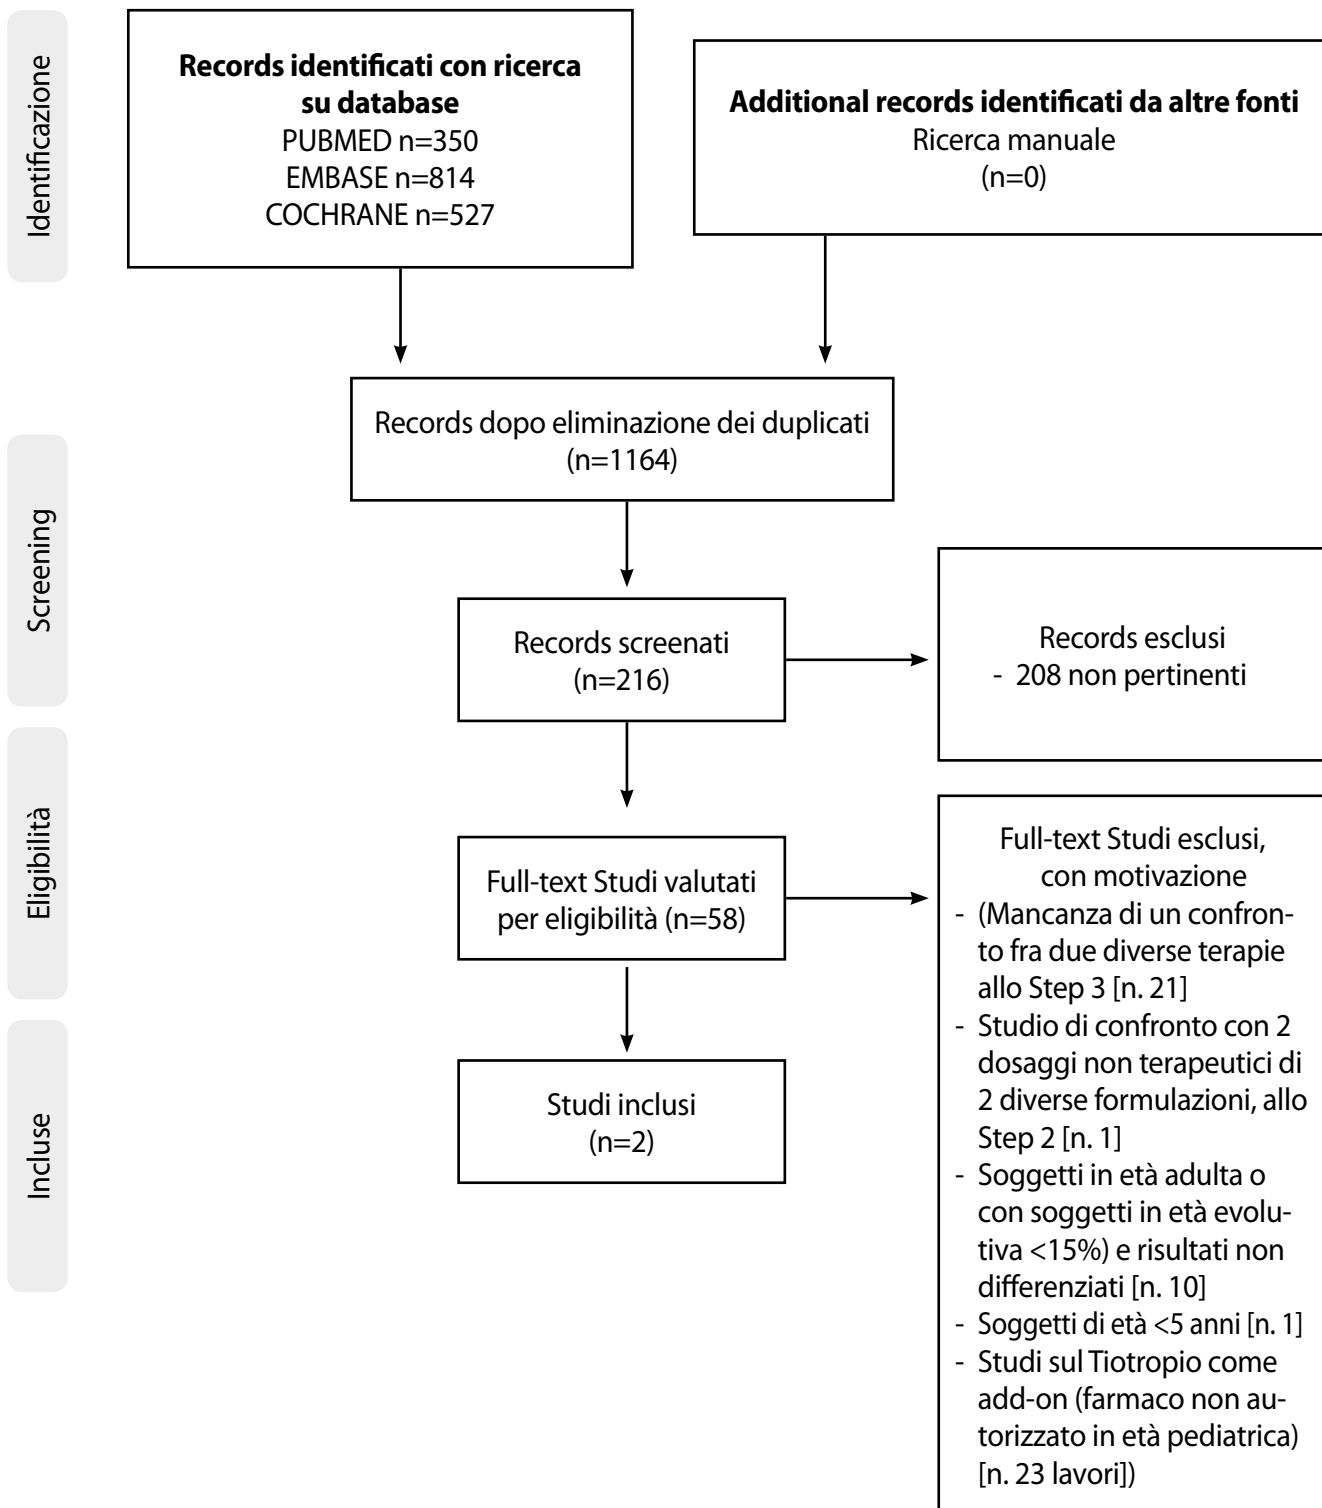 Identificazione
Records identificati con ricerca
su database
PUBMED n=350
EMBASE n=814
COCHRANE n=527
Additional records identificati da altre fonti
Ricerca manuale
(n=0)
Records dopo eliminazione dei duplicati
(n=1164)
Screening
Records screenati
(n=216)
Records esclusi
- 208 non pertinenti
Eligibilità
Full-text Studi valutati
per eligibilità (n=58)
Full-text Studi esclusi,
con motivazione
- (Mancanza di un confron-
to fra due diverse terapie
allo Step 3 [n. 21]
- Studio di confronto con 2
dosaggi non terapeutici di
2 diverse formulazioni, allo
Step 2 [n. 1]
- Soggetti in età adulta o
con soggetti in età evolu-
tiva <15%) e risultati non
differenziati [n. 10]
- Soggetti di età <5 anni [n. 1]
- Studi sul Tiotropio come
add-on (farmaco non au-
torizzato in età pediatrica)
[n. 23 lavori])
Incluse
Studi inclusi
(n=2)